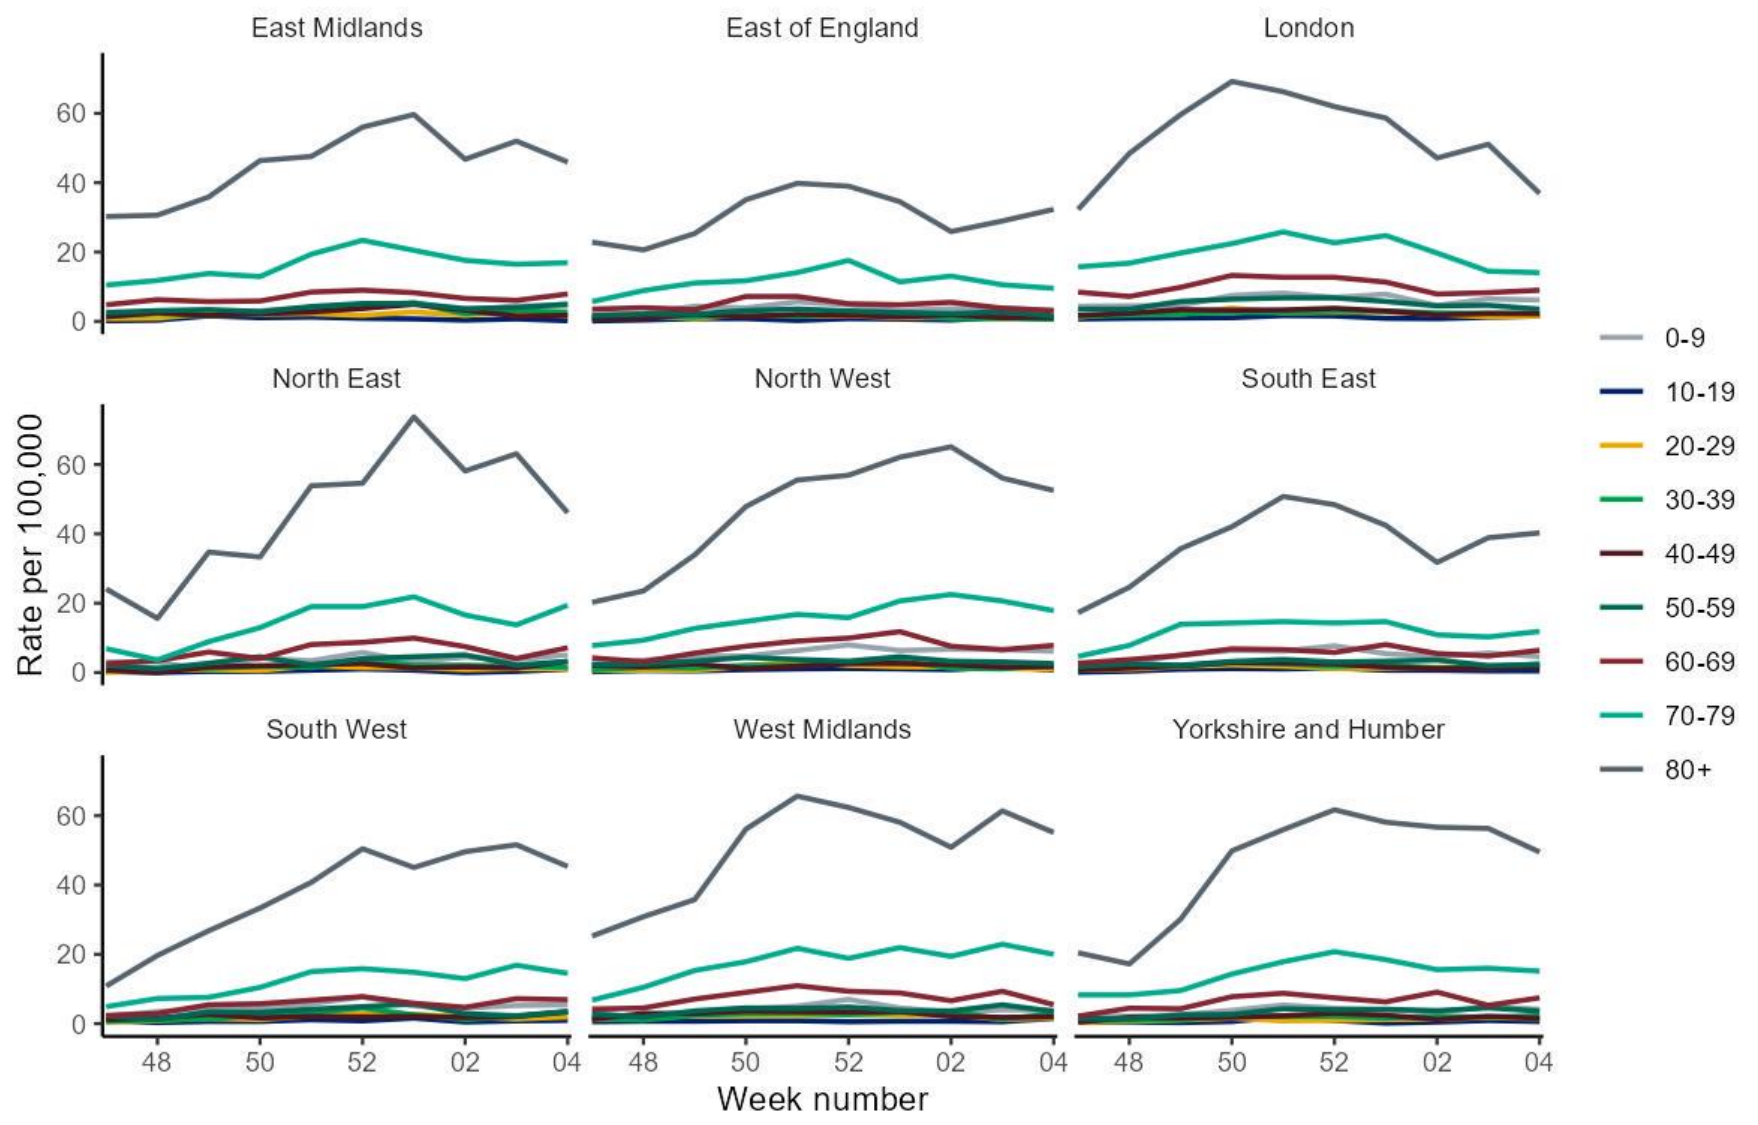 East Midlands
East of England
London
60
40
20
0
North East
North West
South East
60
40
20
0
South West
West Midlands
Yorkshire and Humber
60
40
20
0
48 50 52 02 04 48 50 52 02 04 48 50 52 02 04
Week number
Rate per 100,000
0-9
10-19
20-29
30-39
40-49
50-59
60-69
70-79
80+